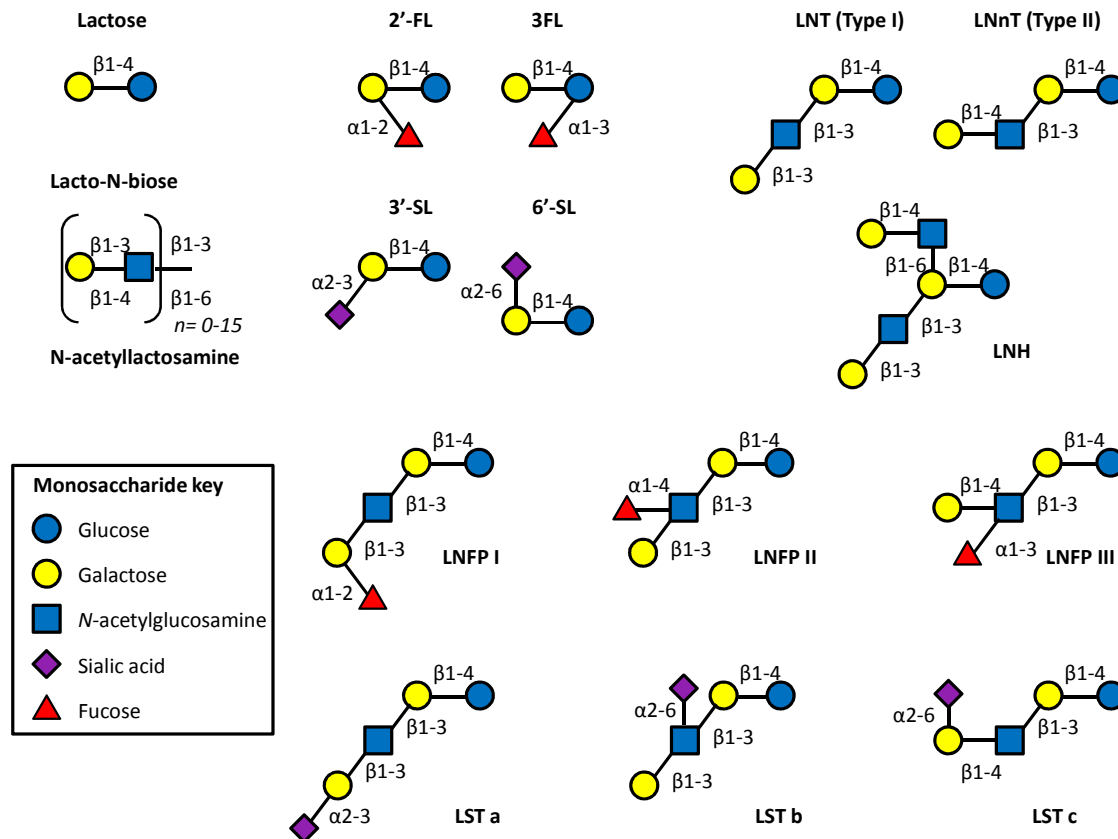 Lactose
β1-4
2’-FL
β1-4
α1-2
3FL
β1-4
α1-3
LNT (Type I)
β1-4
β1-3
β1-3
LNnT (Type II)
β1-4
β1-4
β1-3
Lacto-N-biose
β1-3
β1-3
β1-4
β1-6
n= 0-15
N-acetyllactosamine
3’-SL
β1-4
α2-3
6’-SL
α2-6
β1-4
β1-4
β1-6
β1-4
β1-3
β1-3
LNH
Monosaccharide key
Glucose
Galactose
N-acetylglucosamine
Sialic acid
Fucose
β1-4
β1-3
β1-3
α1-2
LNFP I
β1-4
α1-4
β1-3
β1-3
LNFP II
β1-4
β1-4
β1-3
α1-3
LNFP III
β1-4
β1-3
β1-3
α2-3
LST a
β1-4
α2-6
β1-3
β1-3
LST b
β1-4
α2-6
β1-3
β1-4
LST c